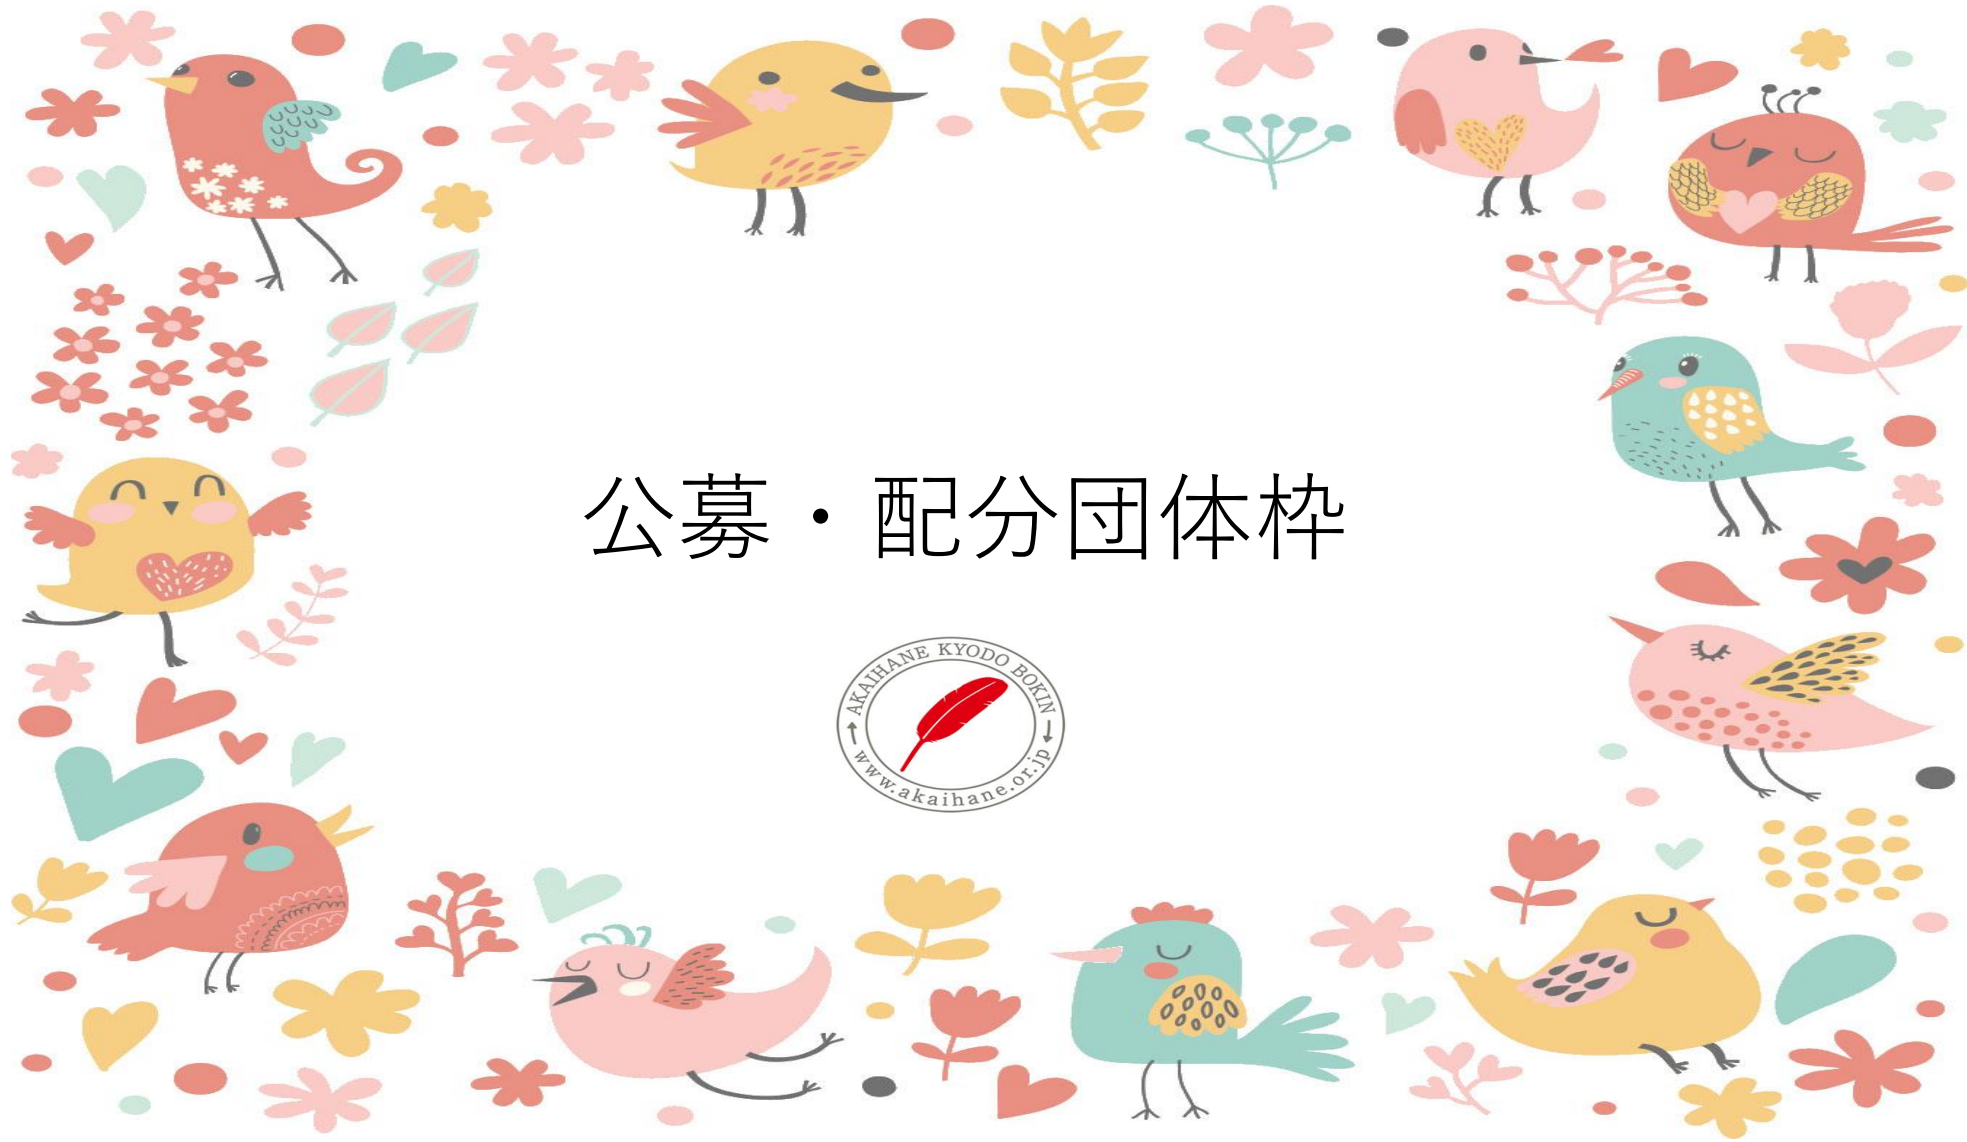 公募・配分団体枠
AKAIHANE KYODO BOKIN
www.akaihane.or.jp